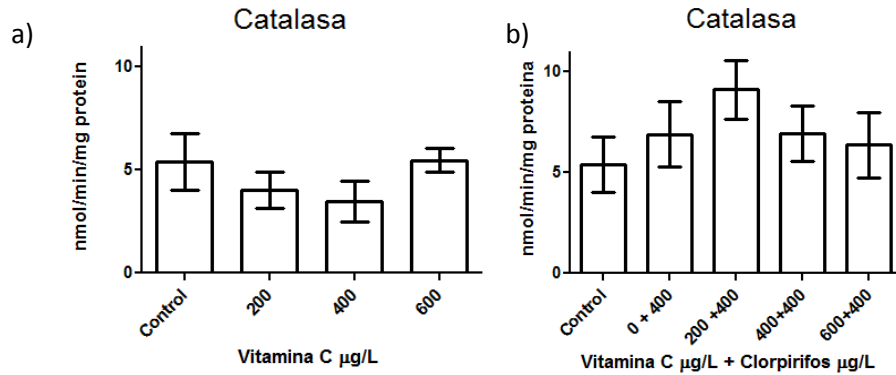 a)
Catalasa
nmol/min/mg protein
10
5
0
Control
200
400
600
Vitamina C µg/L
b)
Catalasa
nmol/min/mg proteina
10
5
0
Control
0 + 400
200 +400
400+400
600+400
Vitamina C µg/L + Clorpirifos µg/L